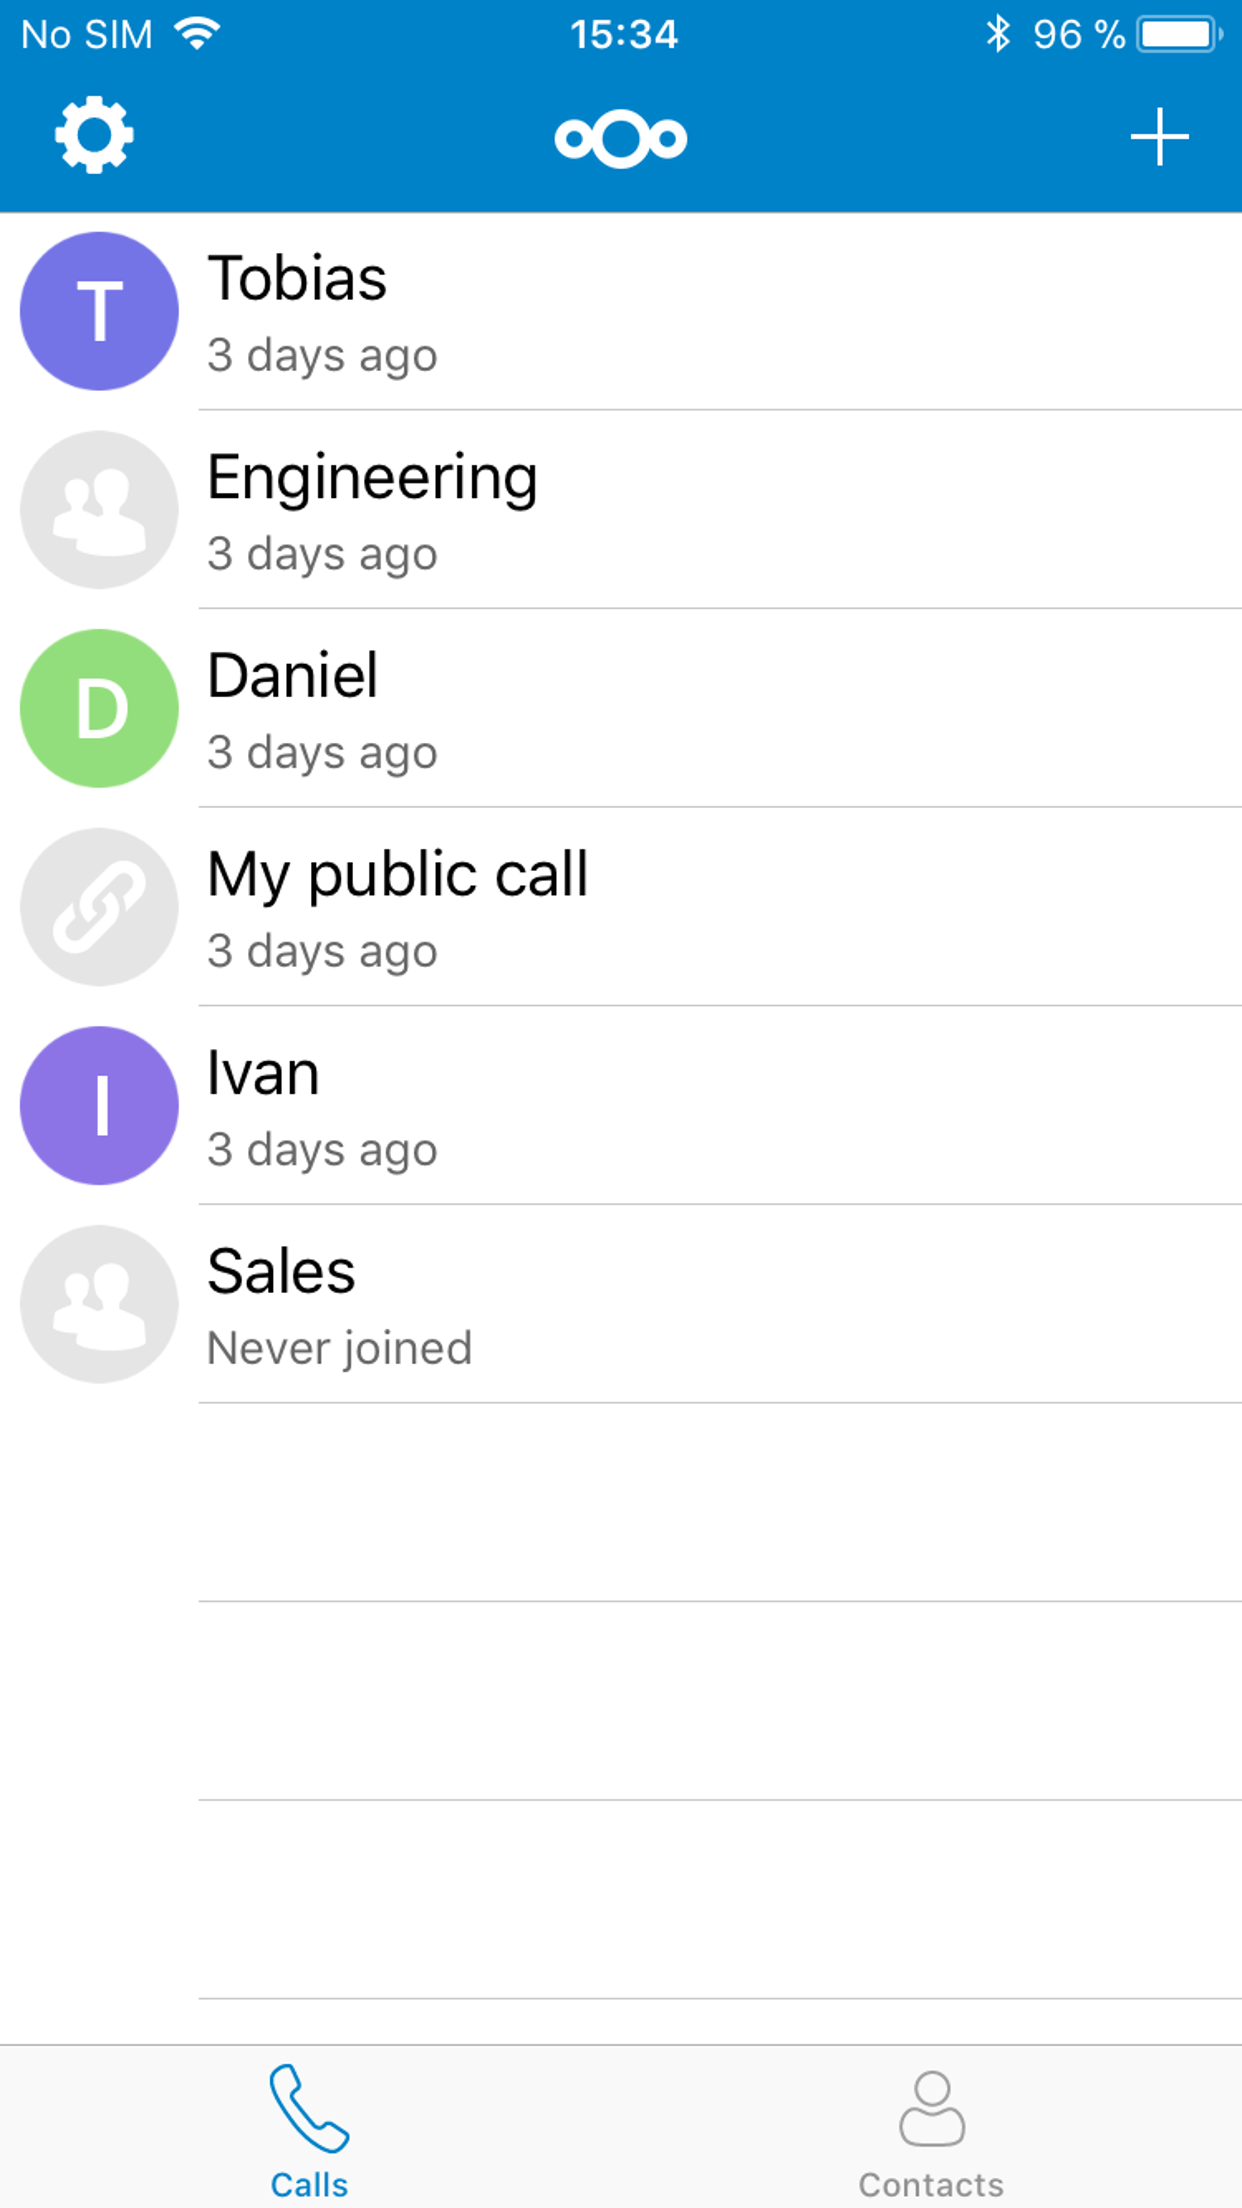 No SIM 15:34 96 %
T
Tobias
3 days ago
Engineering
3 days ago
D
Daniel
3 days ago
My public call
3 days ago
I
Ivan
3 days ago
Sales
Never joined
Calls Contacts